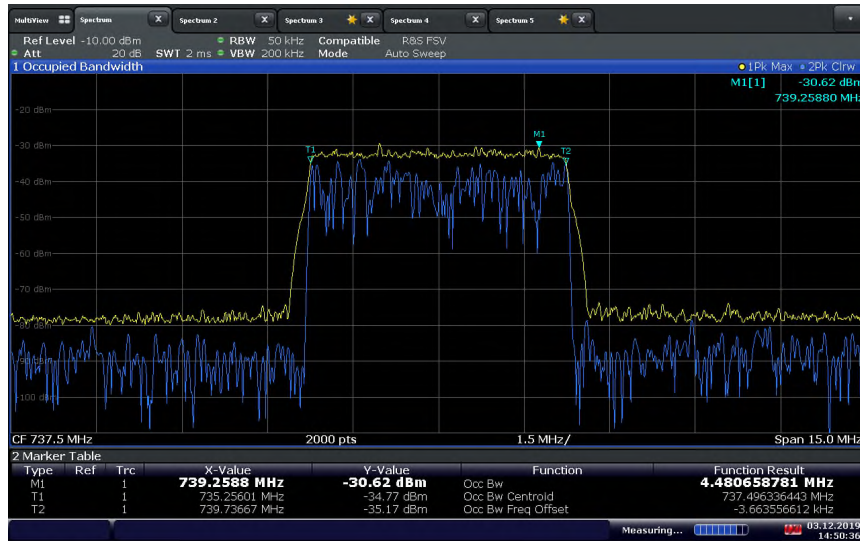 MultiView Spectrum X Spectrum 2 X Spectrum 3 X Spectrum 4 X Spectrum 5 X
Ref Level -10.00 dBm RBW 50 kHz Compatible R&S FSV
Att 20 dB SWT 2 ms VBW 200 kHz Mode Auto Sweep
1 Occupied Bandwidth 1Pk Max 2Pk Clrw
M1[1] -30.62 dBm
739.25880 MHz
-20 dBm
-30 dBm
M1
T1 T2
-40 dBm
-50 dBm
-60 dBm
-70 dBm
-80 dBm
-90 dBm
-100 dBm
CF 737.5 MHz 2000 pts 1.5 MHz/ Span 15.0 MHz
2 Marker Table
Type Ref Trc X-Value Y-Value Function Function Result
M1 1 739.2588 MHz -30.62 dBm Occ Bw 4.480658781 MHz
T1 1 735.25601 MHz -34.77 dBm Occ Bw Centroid 737.496336443 MHz
T2 1 739.73667 MHz -35.17 dBm Occ Bw Freq Offset -3.663556612 kHz
Measuring... 03.12.2019
14:50:36